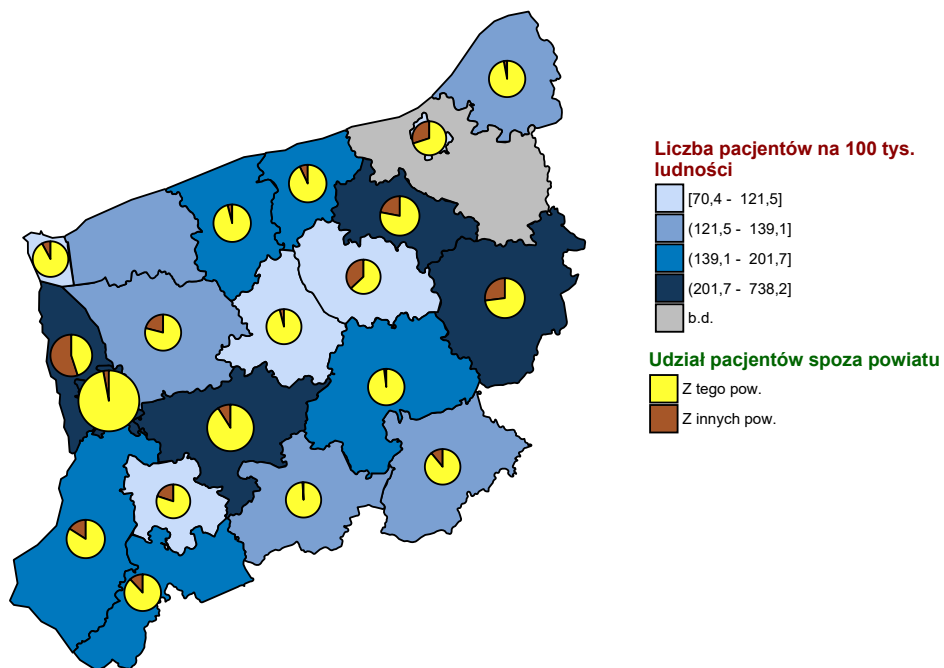 Liczba pacjentów na 100 tys.
ludności
[70,4 - 121,5]
(121,5 - 139,1]
(139,1 - 201,7]
(201,7 - 738,2]
b.d.
Udział pacjentów spoza powiatu
Z tego pow.
Z innych pow.